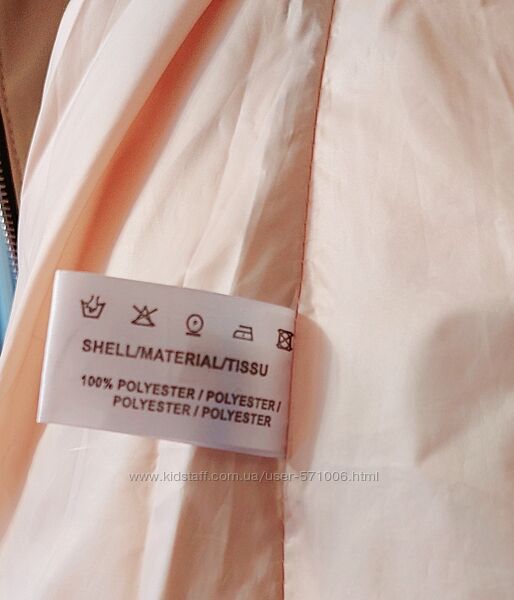 SHELL/MATERIAL/TISSU
100% POLYESTER / POLYESTER /
POLYESTER / POLYESTER
www.kidstaff.com.ua/user-571006.html